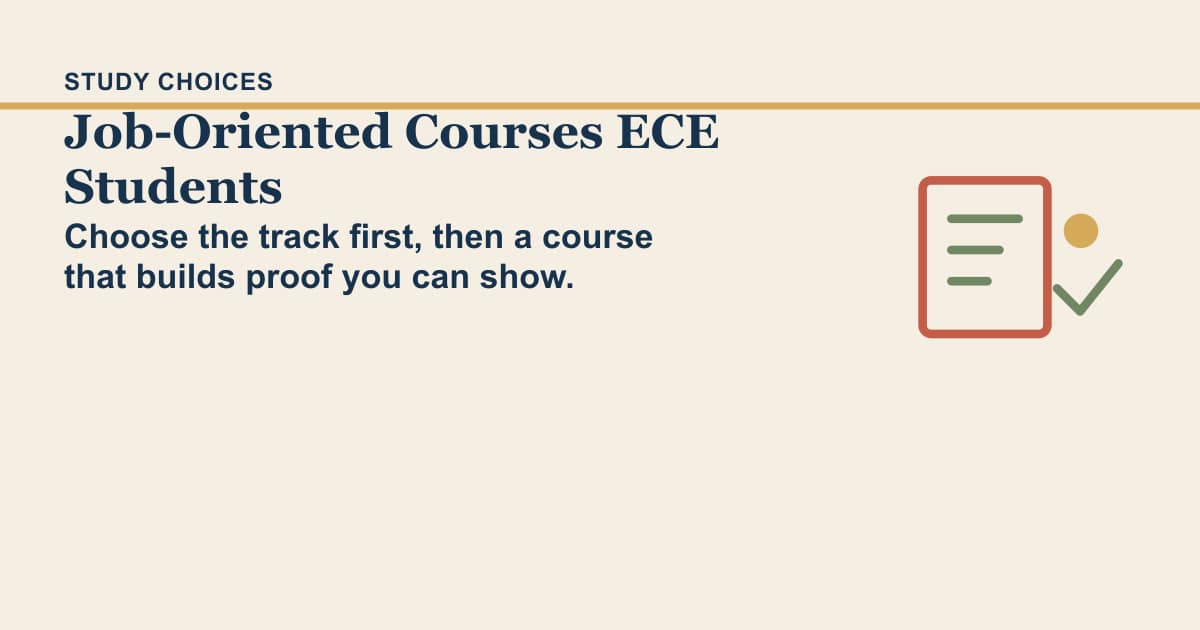 STUDY CHOICES
Job-Oriented Courses ECE
Students
Choose the track first, then a course
that builds proof you can show.